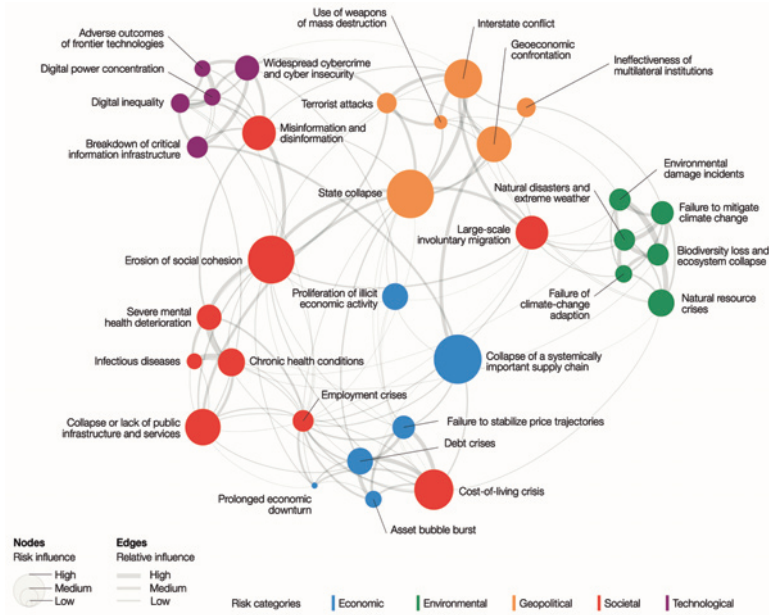 Use of weapons
of mass destruction
Interstate conflict
Adverse outcomes
of frontier technologies
Geoeconomic
confrontation
Digital power concentration
Widespread cybercrime
and cyber insecurity
Ineffectiveness of
multilateral institutions
Digital inequality
Terrorist attacks
Misinformation and
disinformation
Breakdown of critical
information infrastructure
Environmental
damage incidents
State collapse
Natural disasters and
extreme weather
Failure to mitigate
climate change
Large-scale
involuntary migration
Erosion of social cohesion
Biodiversity loss and
ecosystem collapse
Proliferation of illicit
economic activity
Failure of
climate-change
adaption
Natural resource
crises
Severe mental
health deterioration
Infectious diseases
Chronic health conditions
Collapse of a systemically
important supply chain
Employment crises
Collapse or lack of public
infrastructure and services
Failure to stabilize price trajectories
Debt crises
Prolonged economic
downturn
Cost-of-living crisis
Asset bubble burst
Nodes
Risk influence
High
Medium
Low
Edges
Relative influence
High
Medium
Low
Risk categories
Economic
Environmental
Geopolitical
Societal
Technological